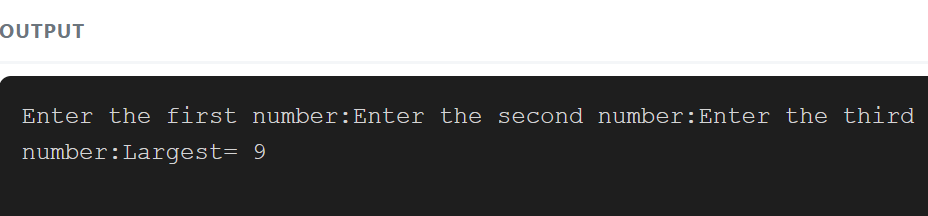 OUTPUT
Enter the first number:Enter the second number:Enter the third
number:Largest= 9